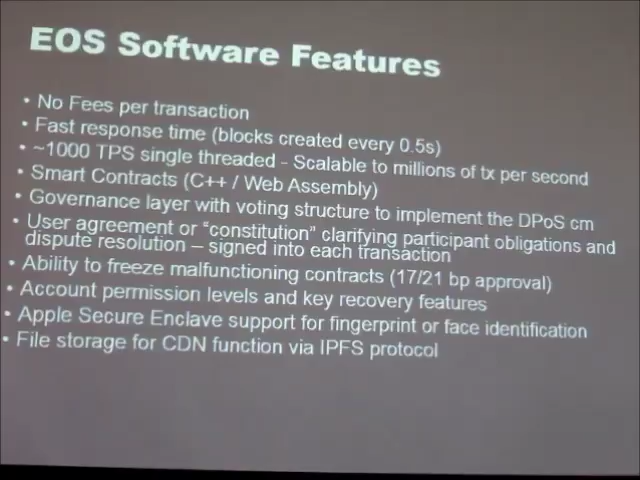 EOS Software Features
• No Fees per transaction
• Fast response time (blocks created every 0.5s)
• ~1000 TPS single threaded - Scalable to millions of tx per second
• Smart Contracts (C++ / Web Assembly)
• Governance layer with voting structure to implement the DPoS cm
• User agreement or “constitution” clarifying participant obligations and
dispute resolution – signed into each transaction
• Ability to freeze malfunctioning contracts (17/21 bp approval)
• Account permission levels and key recovery features
• Apple Secure Enclave support for fingerprint or face identification
• File storage for CDN function via IPFS protocol